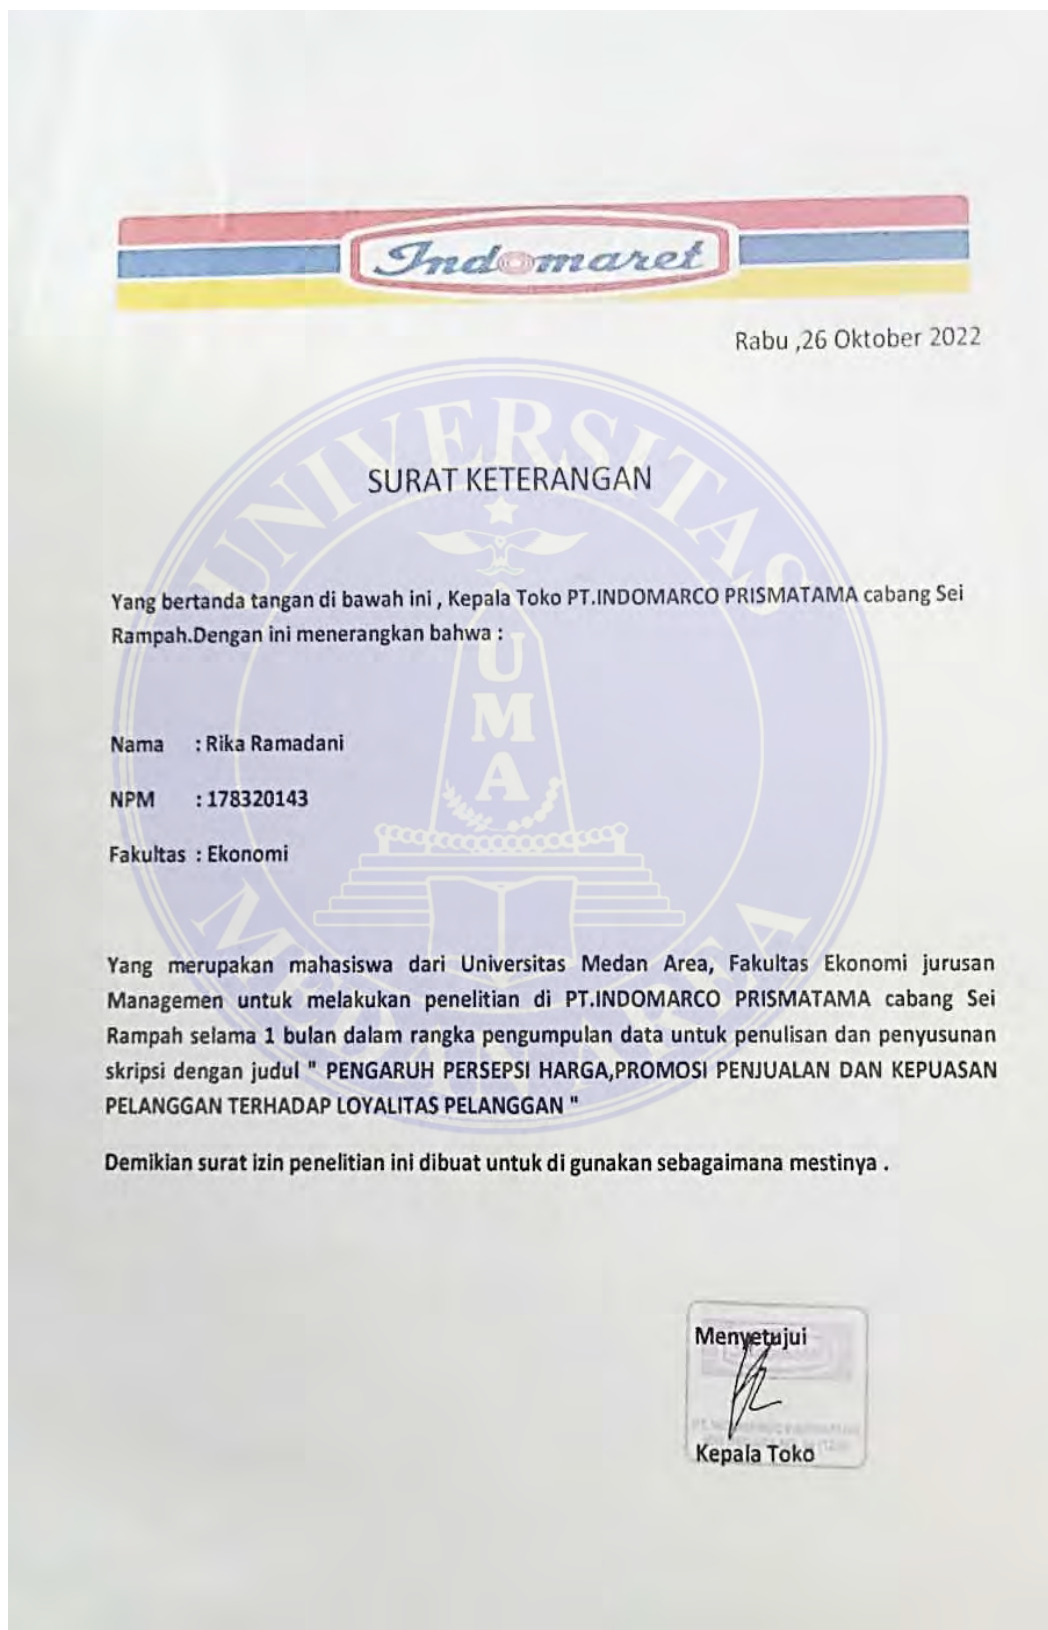 Indomaret
Rabu ,26 Oktober 2022
UNIVERSITAS
SURAT KETERANGAN
Yang bertanda tangan di bawah ini , Kepala Toko PT.INDOMARCO PRISMATAMA cabang Sei
Rampah.Dengan ini menerangkan bahwa :
UMA
Nama : Rika Ramadani
NPM : 178320143
Fakultas : Ekonomi
MEDAN AREA
Yang merupakan mahasiswa dari Universitas Medan Area, Fakultas Ekonomi jurusan
Managemen untuk melakukan penelitian di PT.INDOMARCO PRISMATAMA cabang Sei
Rampah selama 1 bulan dalam rangka pengumpulan data untuk penulisan dan penyusunan
skripsi dengan judul " PENGARUH PERSEPSI HARGA,PROMOSI PENJUALAN DAN KEPUASAN
PELANGGAN TERHADAP LOYALITAS PELANGGAN "
Demikian surat izin penelitian ini dibuat untuk di gunakan sebagaimana mestinya .
Menyetujui
Kepala Toko